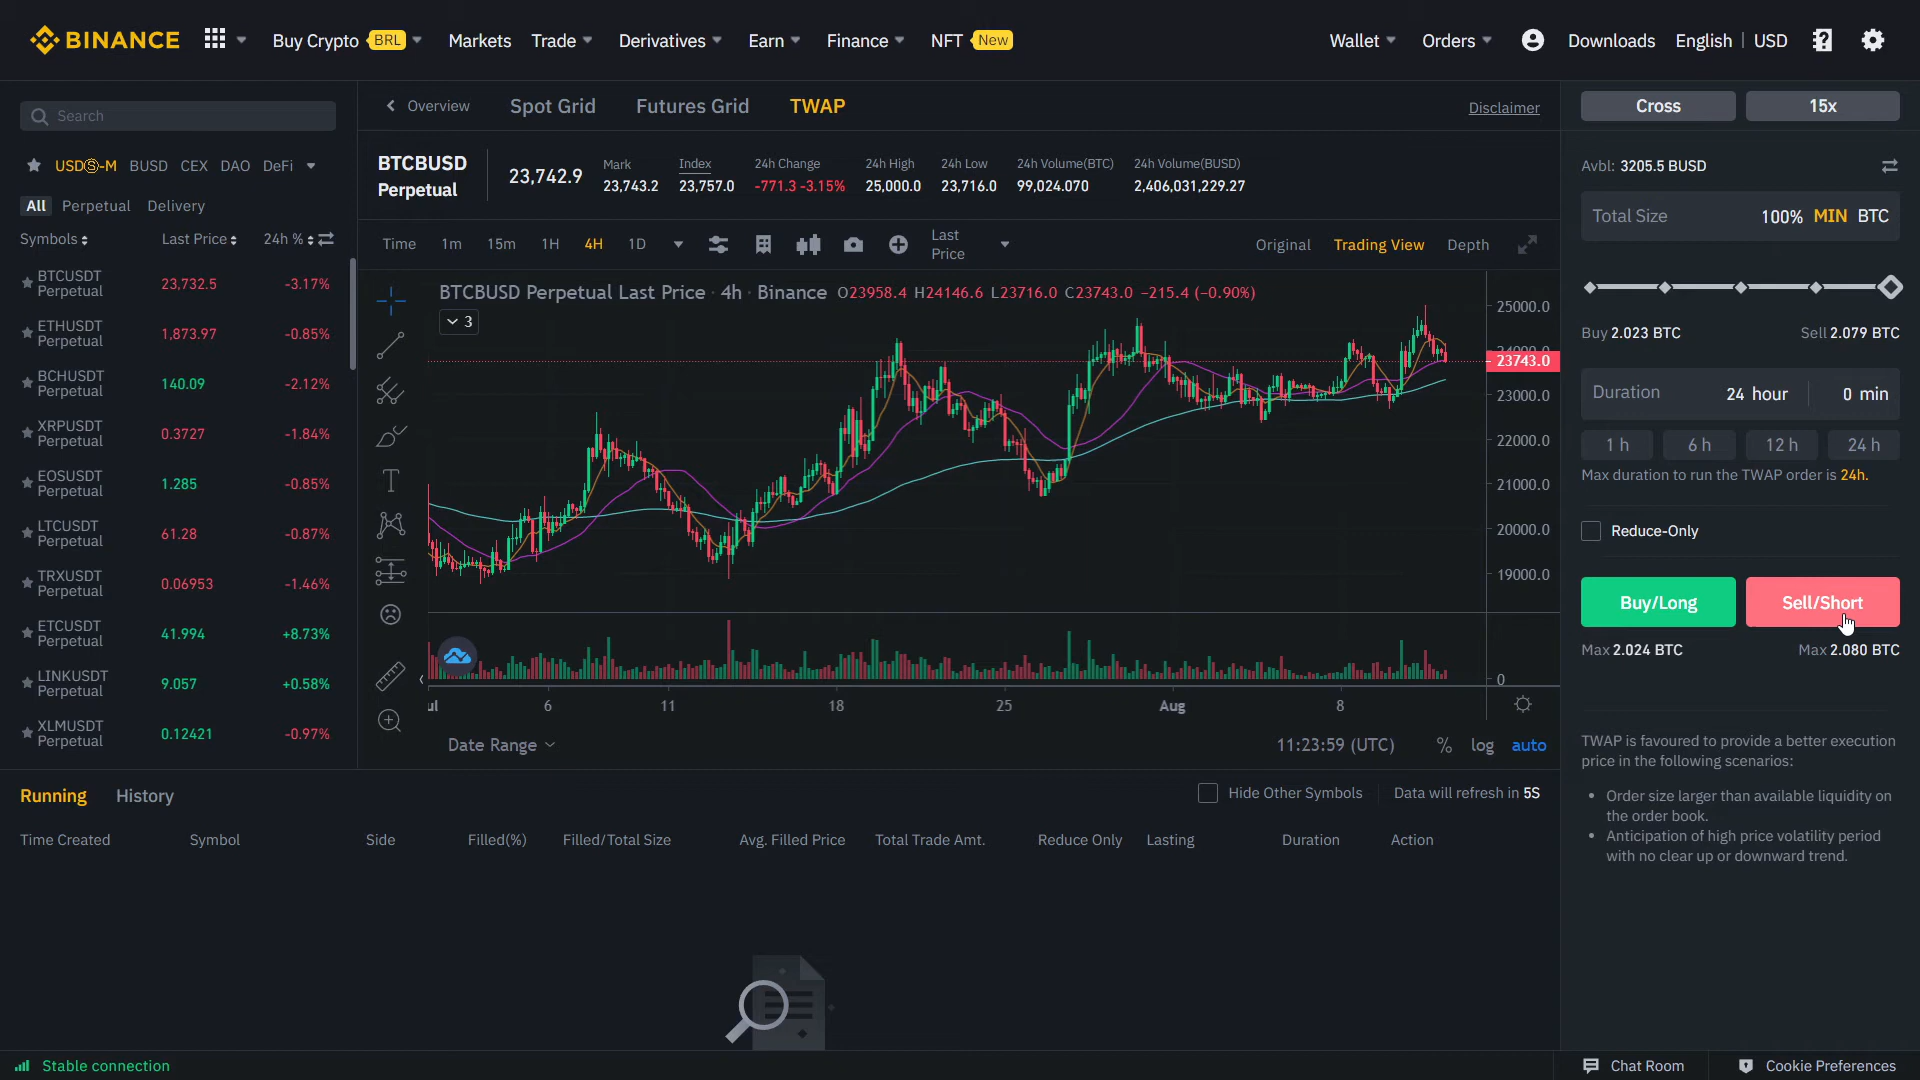 BINANCE
Buy Crypto BRL Markets Trade Derivatives Earn Finance NFT New Wallet Orders Downloads English | USD
Search
USDⓈ-M BUSD CEX DAO DeFi
All Perpetual Delivery
Symbols Last Price 24h %
BTCUSDT Perpetual 23,732.5 -3.17%
ETHUSDT Perpetual 1,873.97 -0.85%
BCHUSDT Perpetual 140.09 -2.12%
XRPUSDT Perpetual 0.3727 -1.84%
EOSUSDT Perpetual 1.285 -0.85%
LTCUSDT Perpetual 61.28 -0.87%
TRXUSDT Perpetual 0.06953 -1.46%
ETCUSDT Perpetual 41.994 +8.73%
LINKUSDT Perpetual 9.057 +0.58%
XLMUSDT Perpetual 0.12421 -0.97%
Overview Spot Grid Futures Grid TWAP Disclaimer
BTCBUSD Perpetual
23,742.9
Mark 23,743.2
Index 23,757.0
24h Change -771.3 -3.15%
24h High 25,000.0
24h Low 23,716.0
24h Volume(BTC) 99,024.070
24h Volume(BUSD) 2,406,031,229.27
Time 1m 15m 1H 4H 1D Last Price Original Trading View Depth
BTCBUSD Perpetual Last Price · 4h · Binance O23958.4 H24146.6 L23716.0 C23743.0 −215.4 (−0.90%)
3
25000.0
24000.0
23743.0
23000.0
22000.0
21000.0
20000.0
19000.0
0
ul 6 11 18 25 Aug 8
Date Range 11:23:59 (UTC) % log auto
Cross 15x
Avbl: 3205.5 BUSD
Total Size 100% MIN BTC
Buy 2.023 BTC Sell 2.079 BTC
Duration 24 hour 0 min
1 h 6 h 12 h 24 h
Max duration to run the TWAP order is 24h.
Reduce-Only
Buy/Long Sell/Short
Max 2.024 BTC Max 2.080 BTC
TWAP is favoured to provide a better execution
price in the following scenarios:
• Order size larger than available liquidity on
the order book.
• Anticipation of high price volatility period
with no clear up or downward trend.
Running History Hide Other Symbols Data will refresh in 5S
Time Created Symbol Side Filled(%) Filled/Total Size Avg. Filled Price Total Trade Amt. Reduce Only Lasting Duration Action
Stable connection Chat Room Cookie Preferences